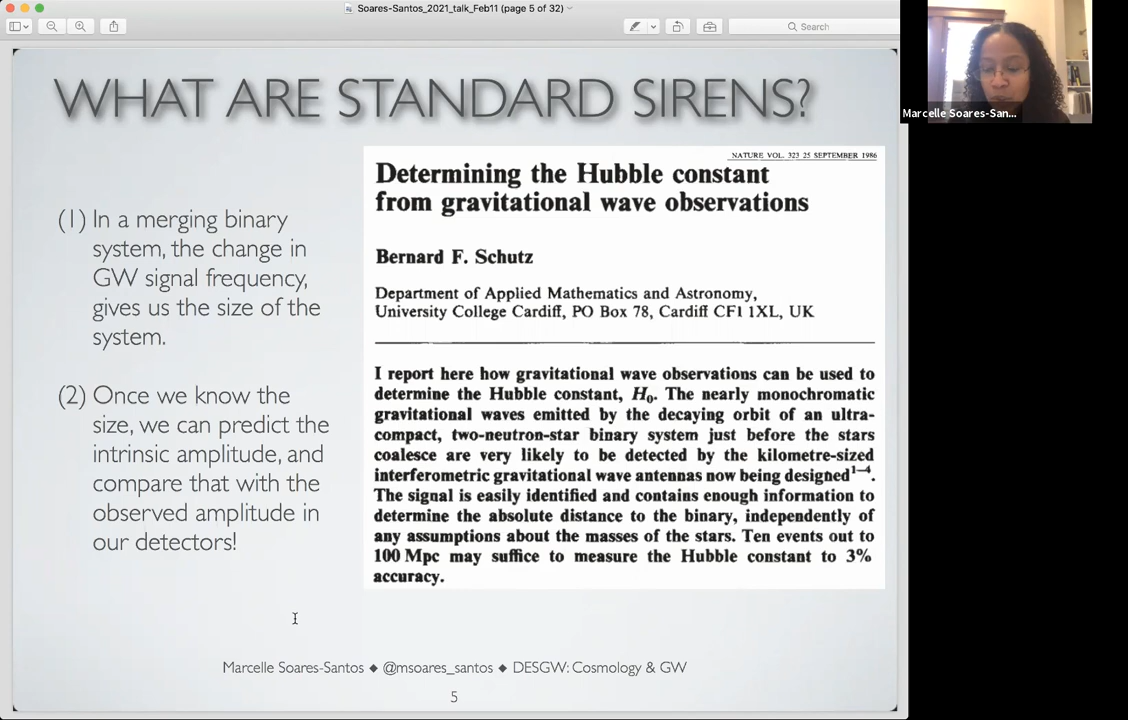 Soares-Santos_2021_talk_Feb11 (page 5 of 32)
Search
Marcelle Soares-San...
WHAT ARE STANDARD SIRENS?
(1) In a merging binary
system, the change in
GW signal frequency,
gives us the size of the
system.
(2) Once we know the
size, we can predict the
intrinsic amplitude, and
compare that with the
observed amplitude in
our detectors!
NATURE VOL. 323 25 SEPTEMBER 1986
Determining the Hubble constant
from gravitational wave observations
Bernard F. Schutz
Department of Applied Mathematics and Astronomy,
University College Cardiff, PO Box 78, Cardiff CF1 1XL, UK
I report here how gravitational wave observations can be used to
determine the Hubble constant, H₀. The nearly monochromatic
gravitational waves emitted by the decaying orbit of an ultra-
compact, two-neutron-star binary system just before the stars
coalesce are very likely to be detected by the kilometre-sized
interferometric gravitational wave antennas now being designed¹⁻⁴.
The signal is easily identified and contains enough information to
determine the absolute distance to the binary, independently of
any assumptions about the masses of the stars. Ten events out to
100 Mpc may suffice to measure the Hubble constant to 3%
accuracy.
Marcelle Soares-Santos ◆ @msoares_santos ◆ DESGW: Cosmology & GW
5